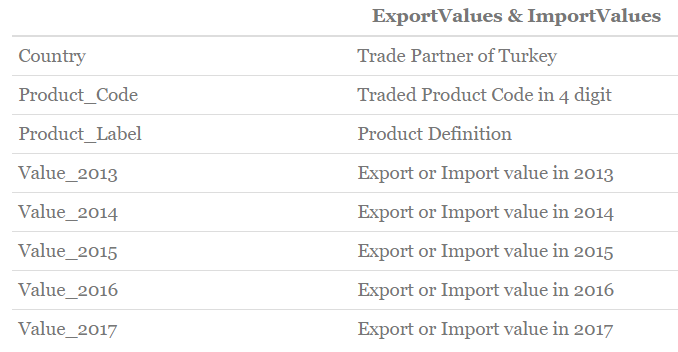 ExportValues & ImportValues
Country Trade Partner of Turkey
Product_Code Traded Product Code in 4 digit
Product_Label Product Definition
Value_2013 Export or Import value in 2013
Value_2014 Export or Import value in 2014
Value_2015 Export or Import value in 2015
Value_2016 Export or Import value in 2016
Value_2017 Export or Import value in 2017